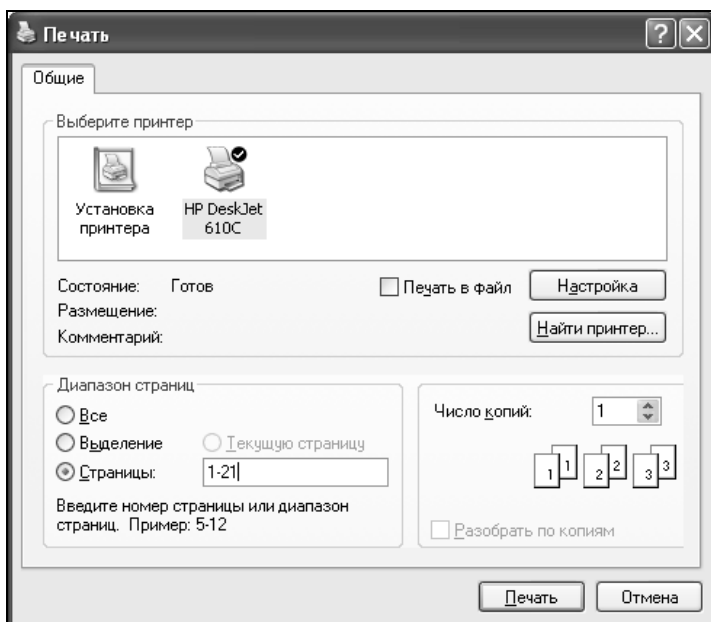 Печать
Общие
Выберите принтер
Установка принтера
HP DeskJet 610C
Состояние: Готов
Печать в файл
Настройка
Размещение:
Найти принтер...
Комментарий:
Диапазон страниц
Все
Выделение
Текущую страницу
Страницы: 1-21
Введите номер страницы или диапазон
страниц. Пример: 5-12
Число копий: 1
1 1 2 2 3 3
Разобрать по копиям
Печать
Отмена